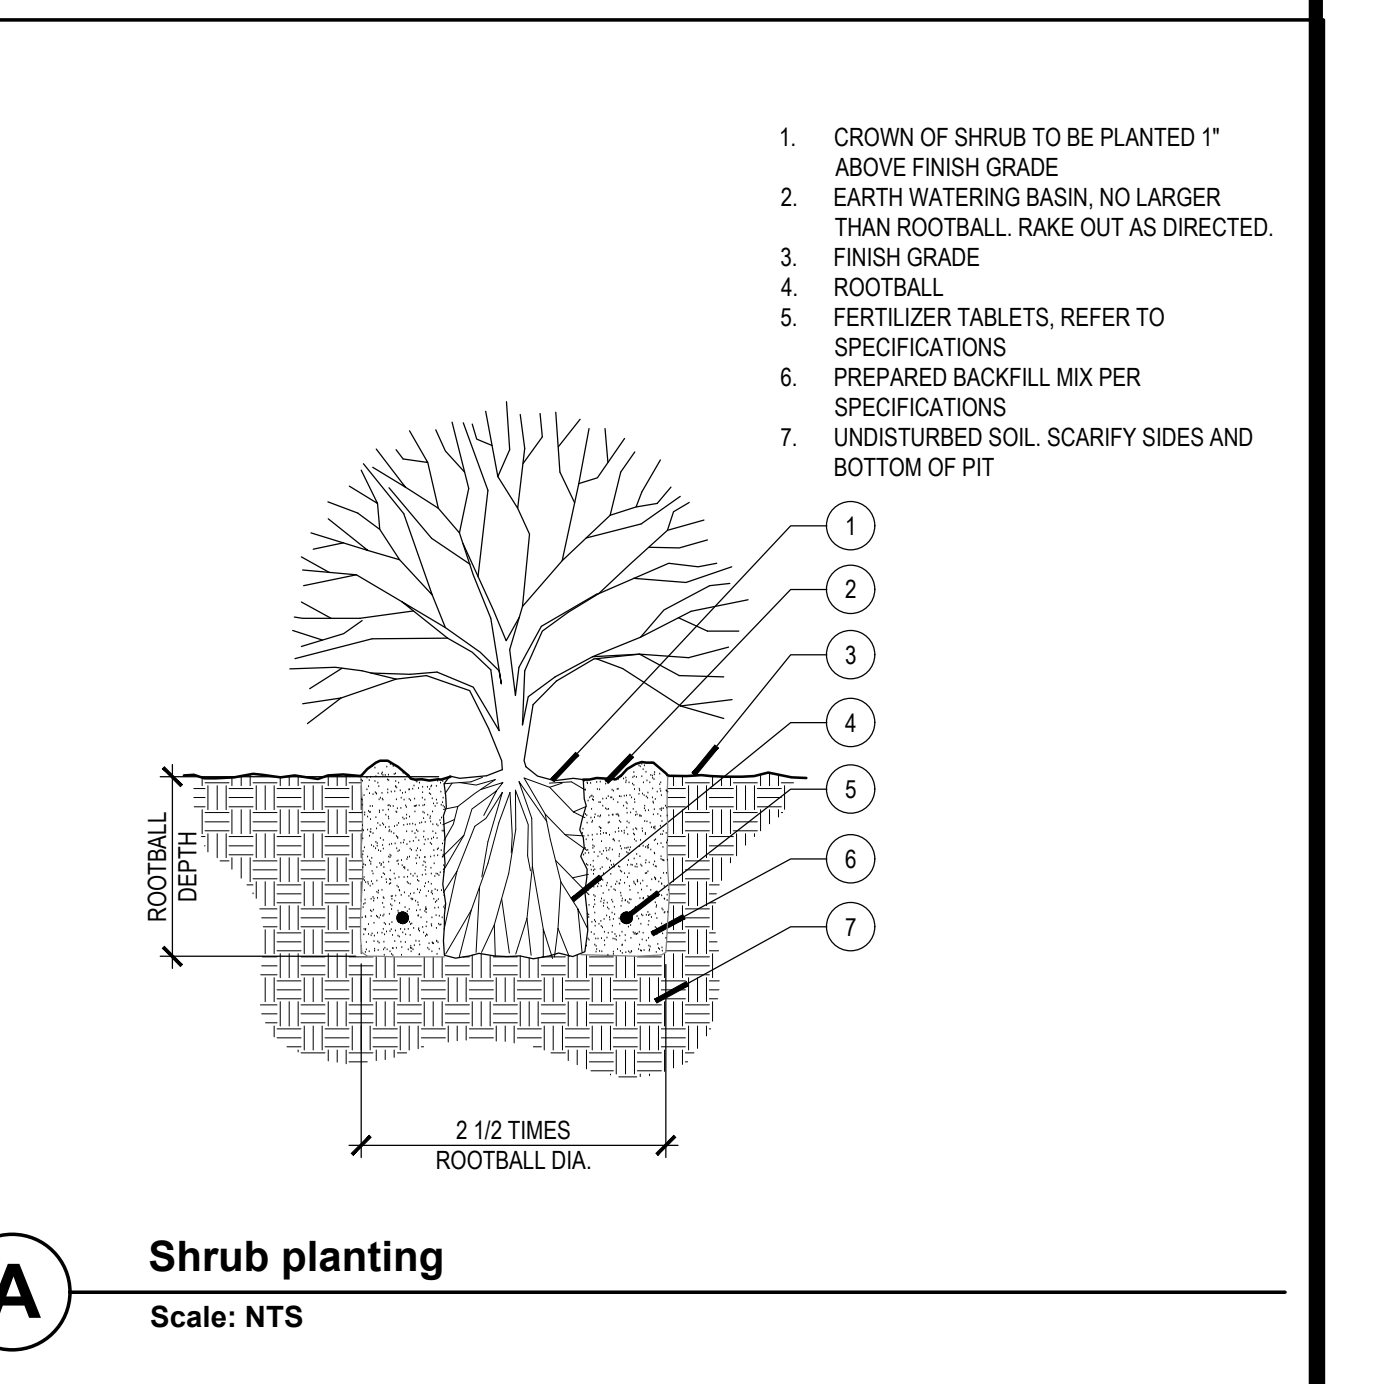 1. CROWN OF SHRUB TO BE PLANTED 1"
ABOVE FINISH GRADE
2. EARTH WATERING BASIN, NO LARGER
THAN ROOTBALL. RAKE OUT AS DIRECTED.
3. FINISH GRADE
4. ROOTBALL
5. FERTILIZER TABLETS, REFER TO
SPECIFICATIONS
6. PREPARED BACKFILL MIX PER
SPECIFICATIONS
7. UNDISTURBED SOIL. SCARIFY SIDES AND
BOTTOM OF PIT
1
2
3
4
5
6
7
ROOTBALL
DEPTH
2 1/2 TIMES
ROOTBALL DIA.
A
Shrub planting
Scale: NTS